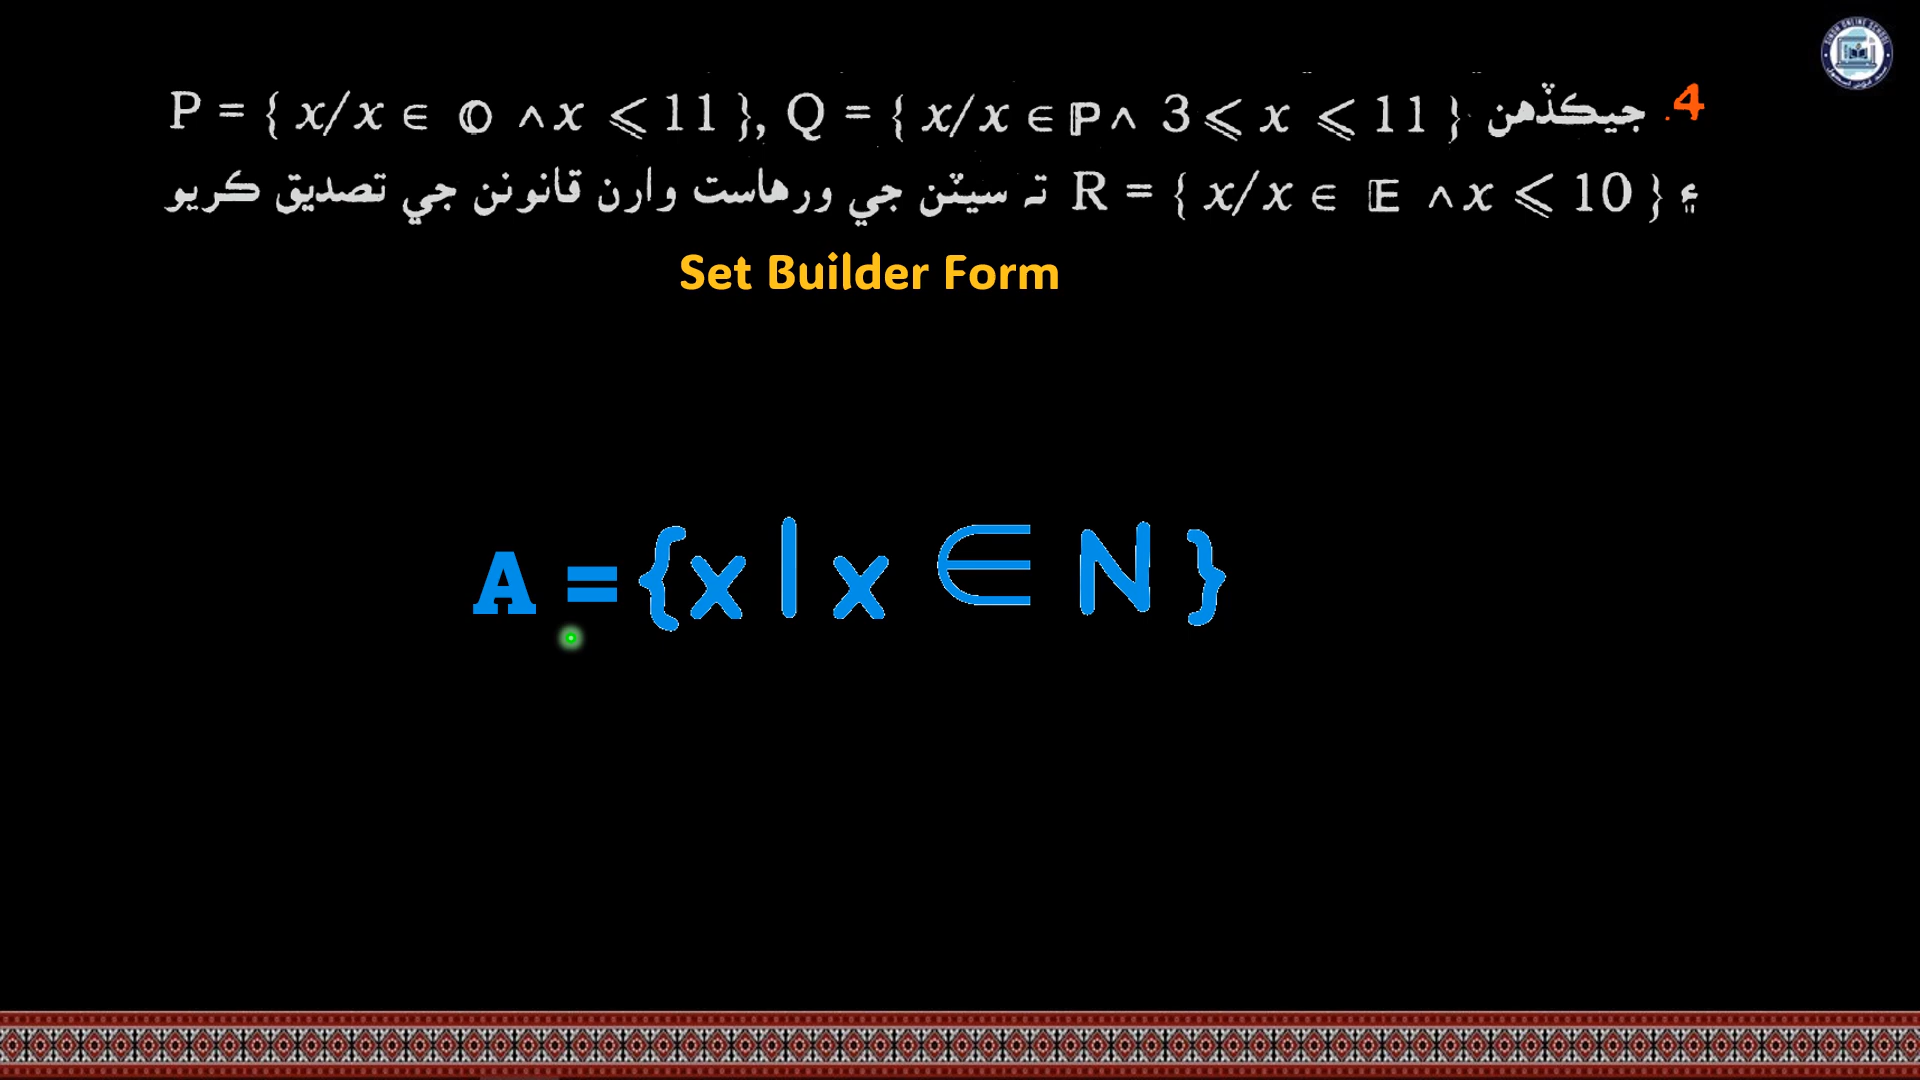 4. جيڪڏهن P = { x/x ∈ 𝕆 ∧ x ⩽ 11 }, Q = { x/x ∈ ℙ ∧ 3 ⩽ x ⩽ 11 }
۽ R = { x/x ∈ 𝔼 ∧ x ⩽ 10 } ته سيٽن جي ورهاست وارن قانونن جي تصديق ڪريو
Set Builder Form
A = {x | x ∈ N }